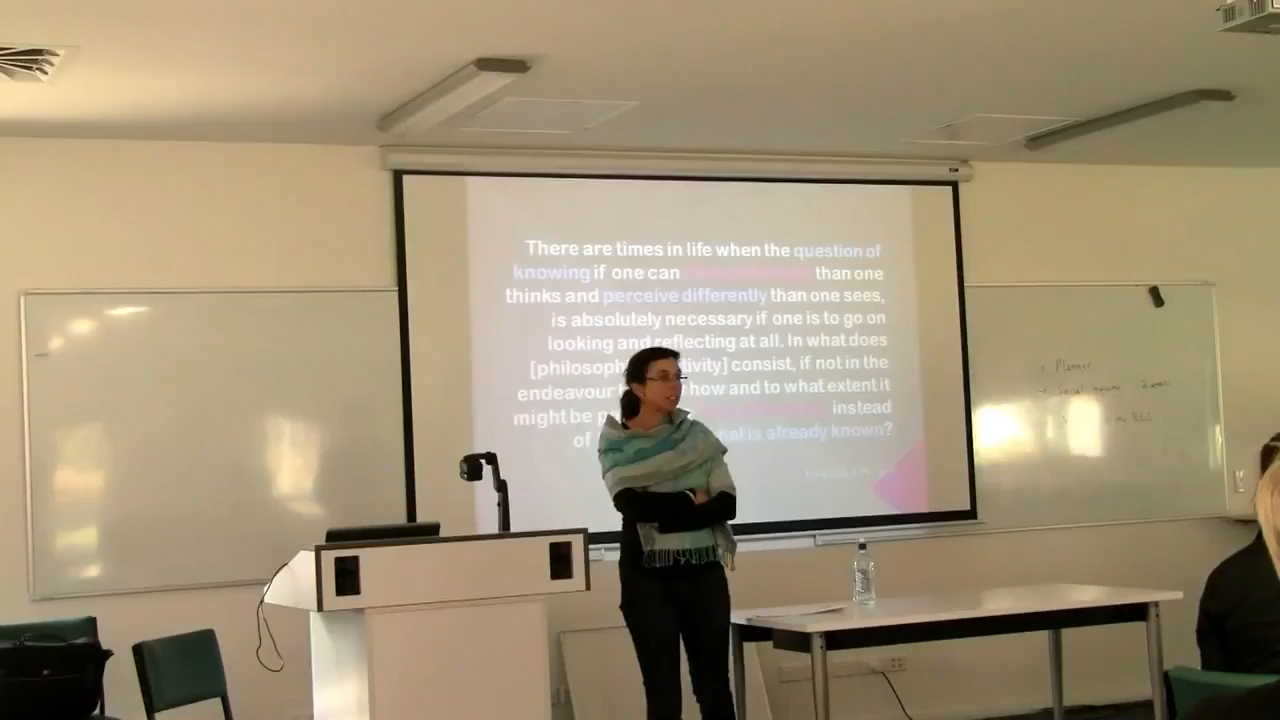 There are times in life when the question of
knowing if one can than one
thinks and perceive differently than one sees,
is absolutely necessary if one is to go on
looking and reflecting at all. In what does
[philosoph tivity] consist, if not in the
endeavour how and to what extent it
might be instead
of hat is already known?
Planner